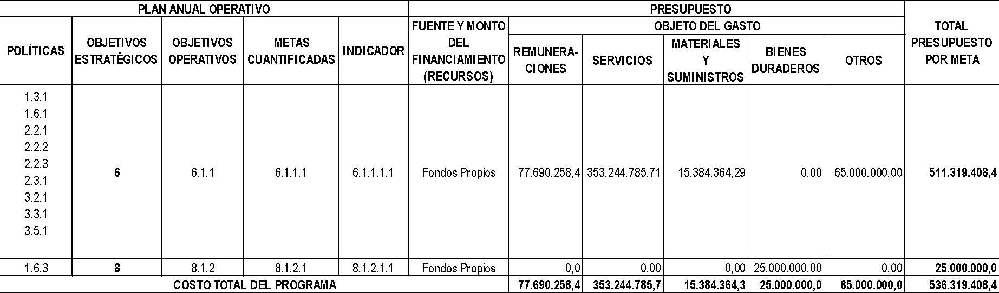 PLAN ANUAL OPERATIVO PRESUPUESTO TOTAL PRESUPUESTO POR META
POLÍTICAS OBJETIVOS ESTRATÉGICOS OBJETIVOS OPERATIVOS METAS CUANTIFICADAS INDICADOR FUENTE Y MONTO DEL FINANCIAMIENTO (RECURSOS) OBJETO DEL GASTO
REMUNERA-CIONES SERVICIOS MATERIALES Y SUMINISTROS BIENES DURADEROS OTROS
1.3.1
1.6.1
2.2.1
2.2.2
2.2.3
2.3.1
3.2.1
3.3.1
3.5.1
6 6.1.1 6.1.1.1 6.1.1.1.1 Fondos Propios 77.690.258,4 353.244.785,71 15.384.364,29 0,00 65.000.000,00 511.319.408,4
1.6.3 8 8.1.2 8.1.2.1 8.1.2.1.1 Fondos Propios 0,0 0,00 0,00 25.000.000,00 0,00 25.000.000,0
COSTO TOTAL DEL PROGRAMA 77.690.258,4 353.244.785,7 15.384.364,3 25.000.000,0 65.000.000,0 536.319.408,4